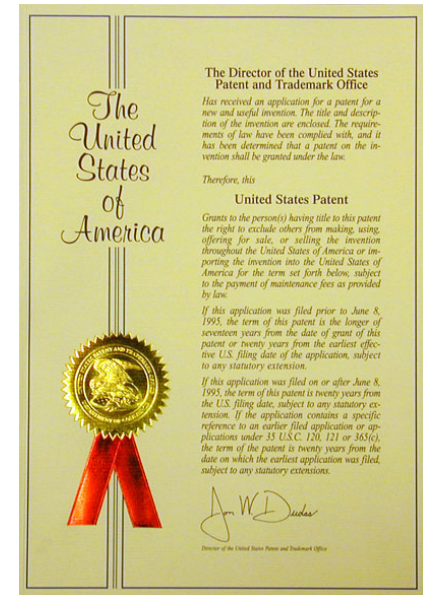 The
United
States
of
America
The Director of the United States
Patent and Trademark Office
Has received an application for a patent for a
new and useful invention. The title and descrip-
tion of the invention are enclosed. The require-
ments of law have been complied with, and it
has been determined that a patent on the in-
vention shall be granted under the law.
Therefore, this
United States Patent
Grants to the person(s) having title to this patent
the right to exclude others from making, using,
offering for sale, or selling the invention
throughout the United States of America or im-
porting the invention into the United States of
America for the term set forth below, subject
to the payment of maintenance fees as provided
by law.
If this application was filed prior to June 8,
1995, the term of this patent is the longer of
seventeen years from the date of grant of this
patent or twenty years from the earliest effec-
tive U.S. filing date of the application, subject
to any statutory extension.
If this application was filed on or after June 8,
1995, the term of this patent is twenty years from
the U.S. filing date, subject to any statutory ex-
tension. If the application contains a specific
reference to an earlier filed application or ap-
plications under 35 U.S.C. 120, 121 or 365(c),
the term of the patent is twenty years from the
date on which the earliest application was filed,
subject to any statutory extensions.
Jon W. Dudas
Director of the United States Patent and Trademark Office